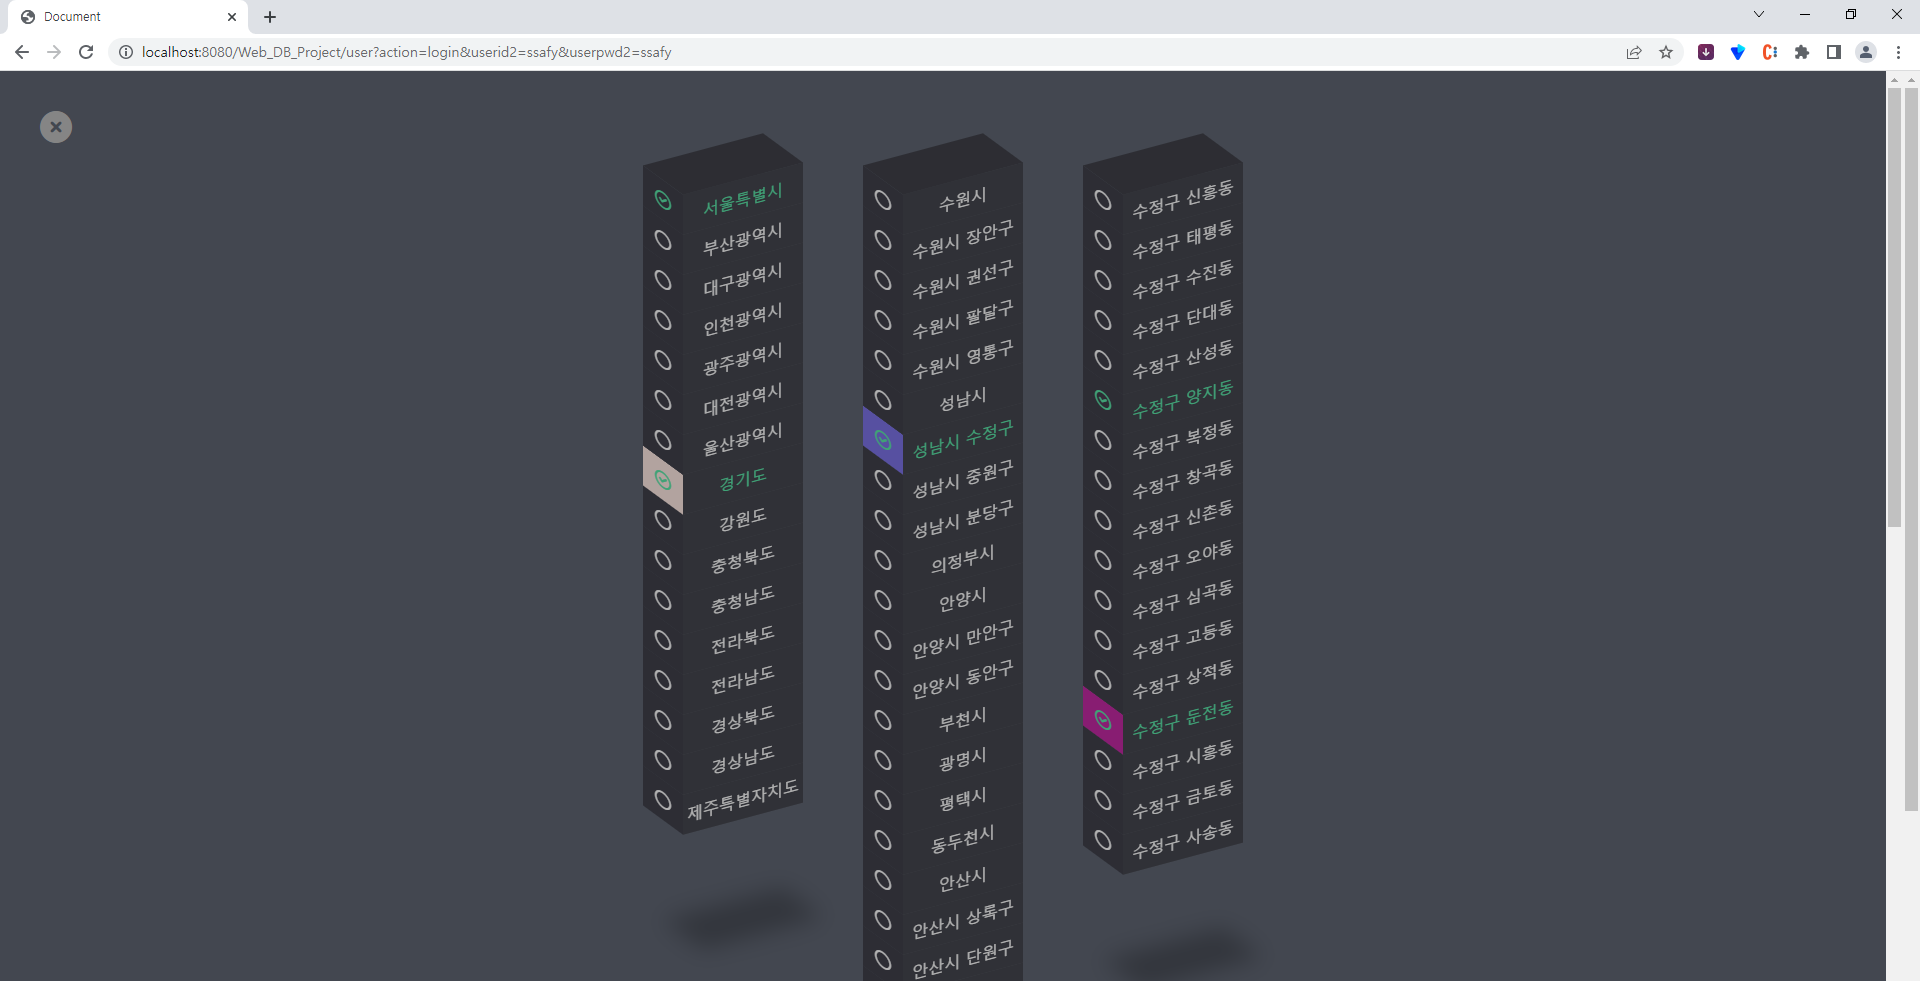 Document
localhost:8080/Web_DB_Project/user?action=login&userid2=ssafy&userpwd2=ssafy
서울특별시
부산광역시
대구광역시
인천광역시
광주광역시
대전광역시
울산광역시
경기도
강원도
충청북도
충청남도
전라북도
전라남도
경상북도
경상남도
제주특별자치도
수원시
수원시 장안구
수원시 권선구
수원시 팔달구
수원시 영통구
성남시
성남시 수정구
성남시 중원구
성남시 분당구
의정부시
안양시
안양시 만안구
안양시 동안구
부천시
광명시
평택시
동두천시
안산시
안산시 상록구
안산시 단원구
수정구 신흥동
수정구 태평동
수정구 수진동
수정구 단대동
수정구 산성동
수정구 양지동
수정구 복정동
수정구 창곡동
수정구 신촌동
수정구 오야동
수정구 심곡동
수정구 고등동
수정구 상적동
수정구 둔전동
수정구 시흥동
수정구 금토동
수정구 사송동